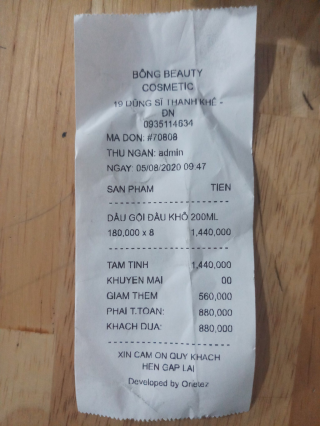 BÔNG BEAUTY
COSMETIC
19 DŨNG SĨ THANH KHÊ -
ĐN
0935114634
MA DON: #70808
THU NGAN: admin
NGAY: 05/08/2020 09:47
SAN PHAM TIEN
DẦU GỘI ĐẦU KHÔ 200ML
180,000 x 8 1,440,000
TAM TINH 1,440,000
KHUYEN MAI 00
GIAM THEM 560,000
PHAI T.TOAN: 880,000
KHACH DUA: 880,000
XIN CAM ON QUY KHACH
HEN GAP LAI
Developed by